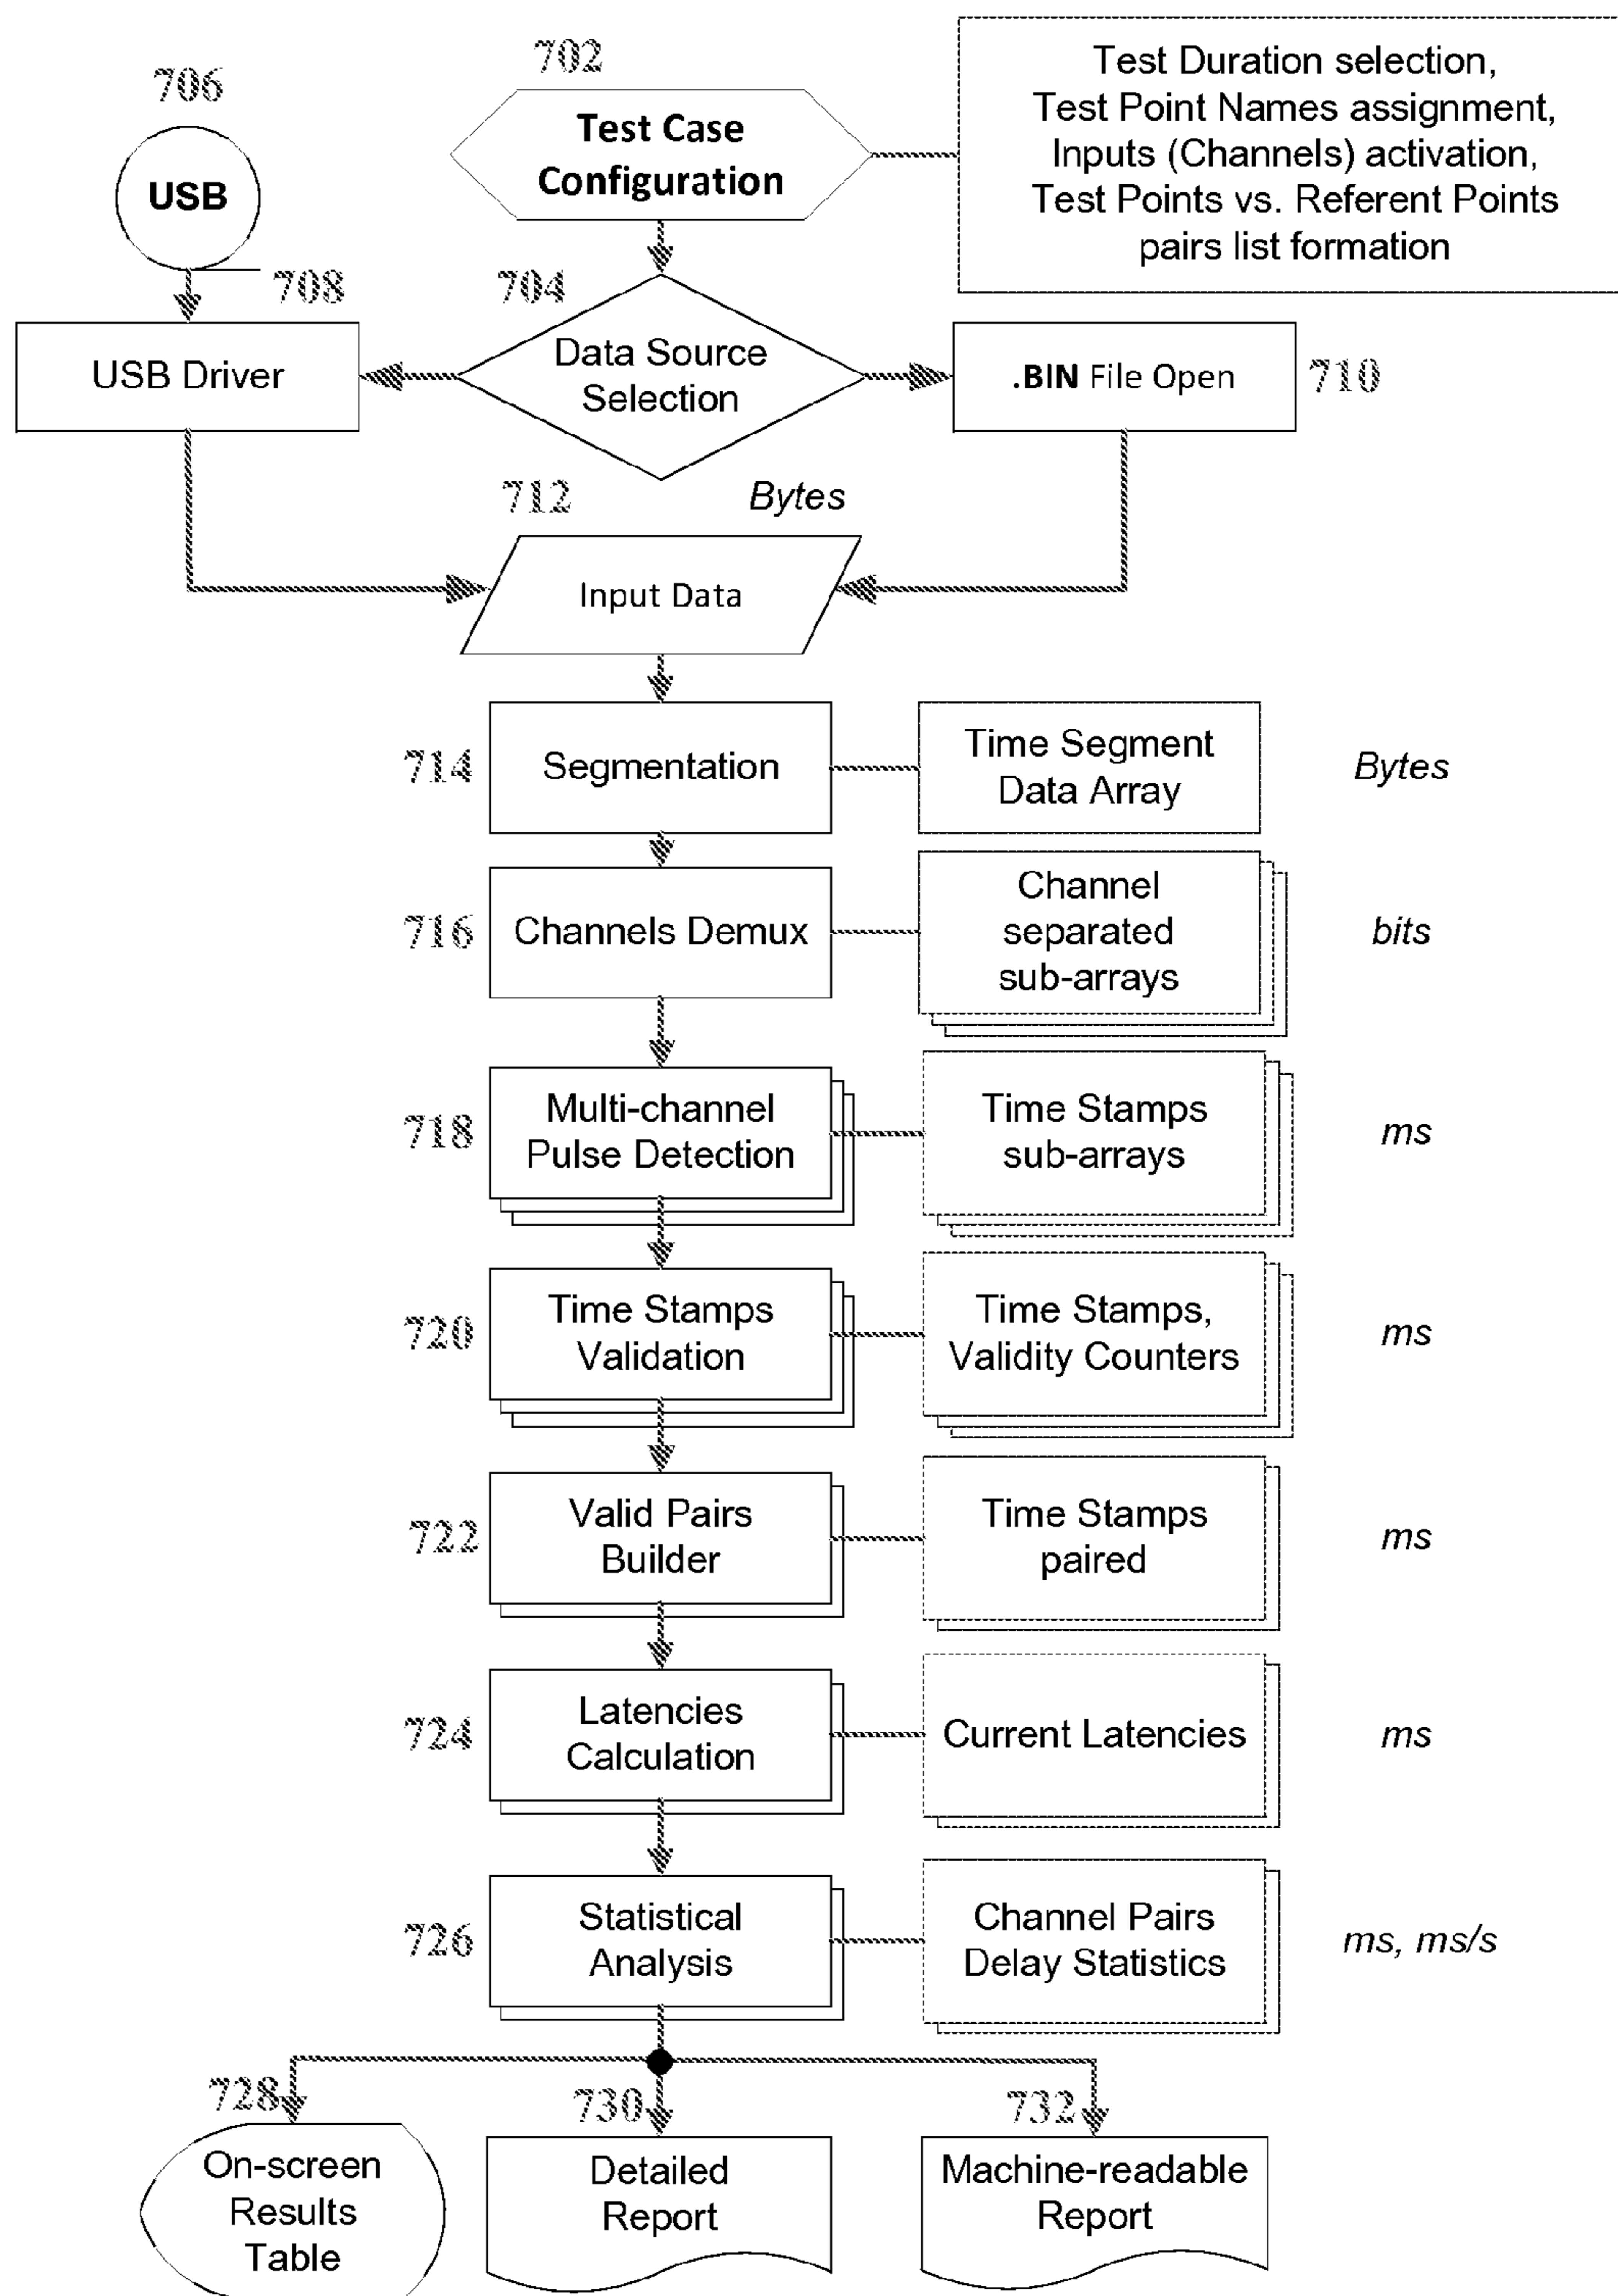 702
Test Case
Configuration
Test Duration selection,
Test Point Names assignment,
Inputs (Channels) activation,
Test Points vs. Referent Points
pairs list formation
706
USB
708
USB Driver
704
Data Source
Selection
.BIN File Open
710
712
Bytes
Input Data
714
Segmentation
Time Segment
Data Array
Bytes
716
Channels Demux
Channel
separated
sub-arrays
bits
718
Multi-channel
Pulse Detection
Time Stamps
sub-arrays
ms
720
Time Stamps
Validation
Time Stamps,
Validity Counters
ms
722
Valid Pairs
Builder
Time Stamps
paired
ms
724
Latencies
Calculation
Current Latencies
ms
726
Statistical
Analysis
Channel Pairs
Delay Statistics
ms, ms/s
728
On-screen
Results
Table
730
Detailed
Report
732
Machine-readable
Report